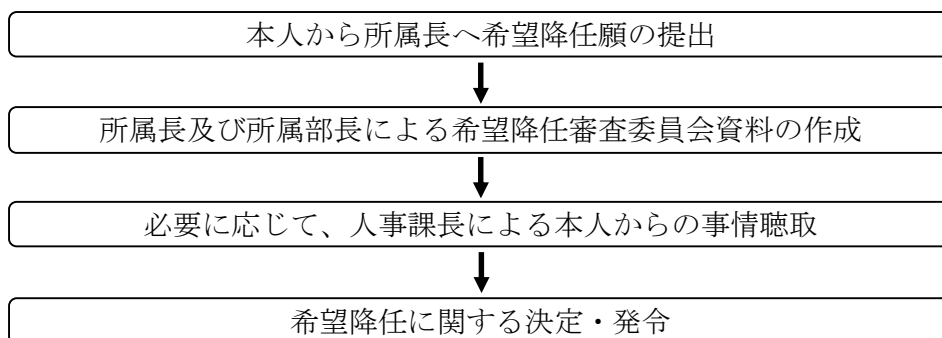 本人から所属長へ希望降任願の提出
所属長及び所属部長による希望降任審査委員会資料の作成
必要に応じて、人事課長による本人からの事情聴取
希望降任に関する決定・発令